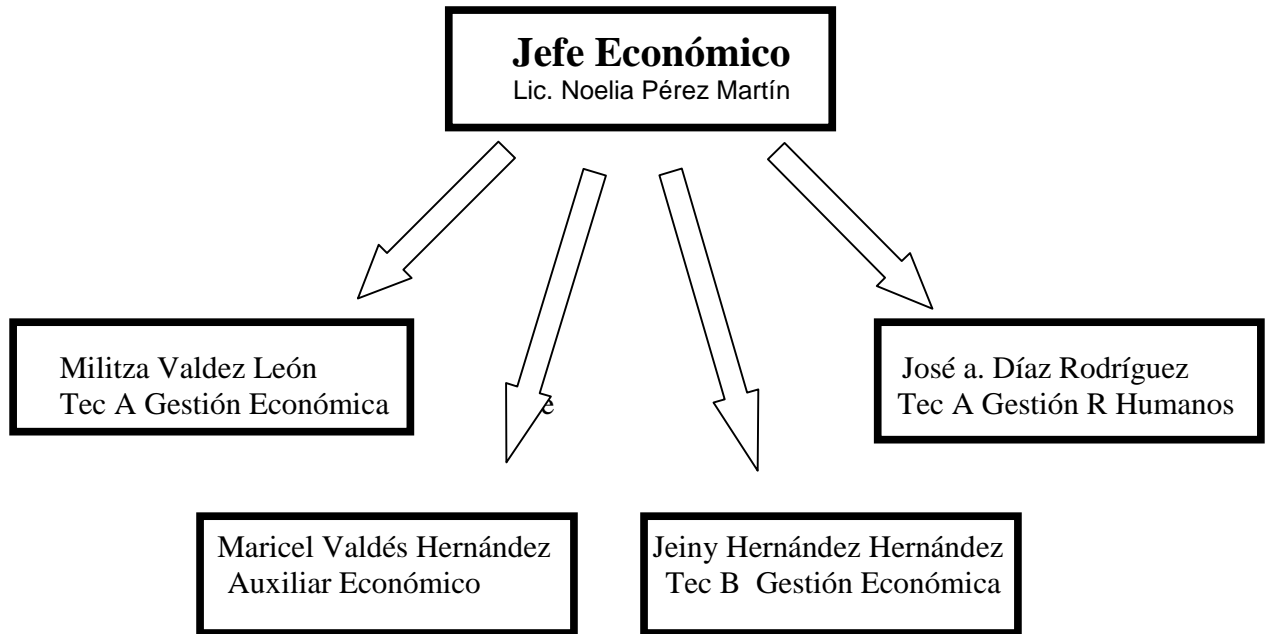 Jefe Económico
Lic. Noelia Pérez Martín
Militza Valdez León
Tec A Gestión Económica
e
José a. Díaz Rodríguez
Tec A Gestión R Humanos
Maricel Valdés Hernández
Auxiliar Económico
Jeiny Hernández Hernández
Tec B Gestión Económica